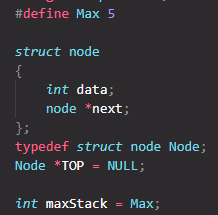 #define Max 5
struct node
{
int data;
node *next;
};
typedef struct node Node;
Node *TOP = NULL;
int maxStack = Max;